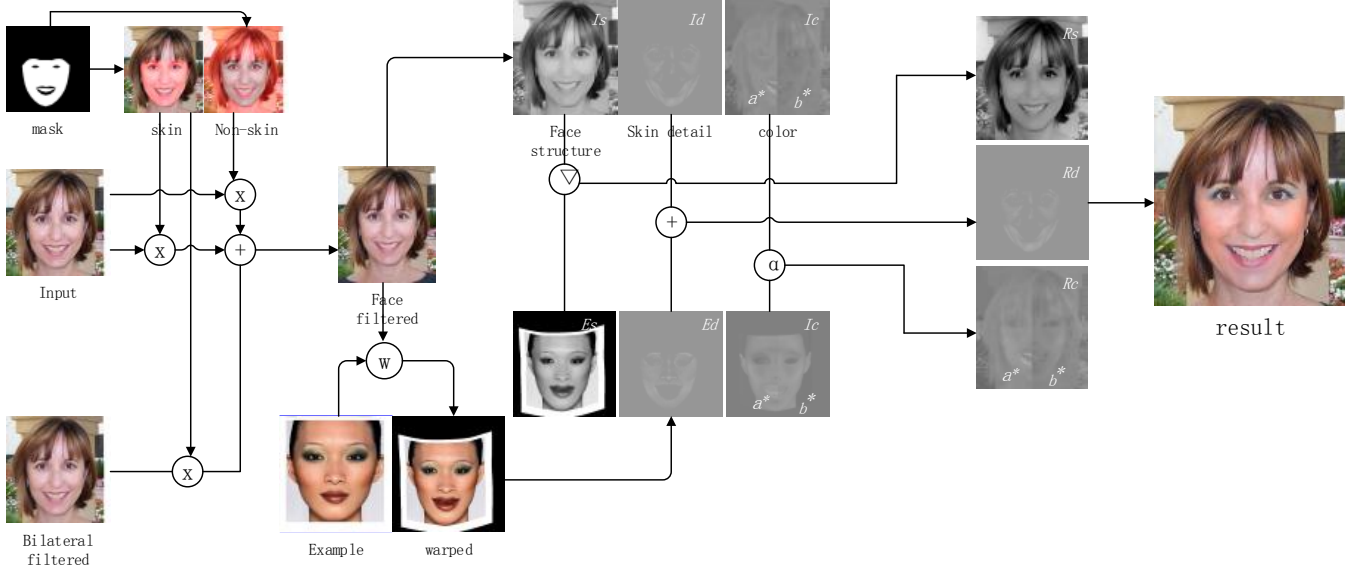 Is
Id
Ic
a*
b*
Rs
mask
skin
Non-skin
Face
structure
Skin detail
color
▽
Rd
X
+
X
+
α
Input
Face
filtered
Rc
a*
b*
Es
Ed
Ic
a*
b*
result
W
X
Bilateral
filtered
Example
warped